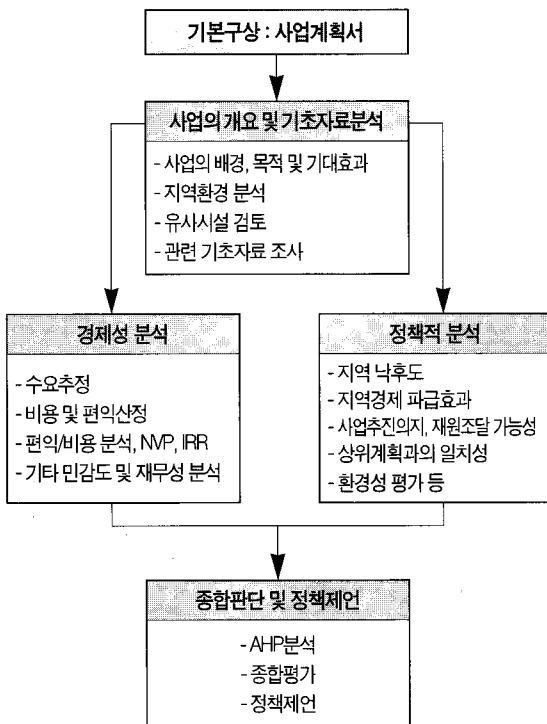 기본구상 : 사업계획서
사업의 개요 및 기초자료분석
- 사업의 배경, 목적 및 기대효과
- 지역환경 분석
- 유사시설 검토
- 관련 기초자료 조사
경제성 분석
- 수요추정
- 비용 및 편익산정
- 편익/비용 분석, NVP, IRR
- 기타 민감도 및 재무성 분석
정책적 분석
- 지역 낙후도
- 지역경제 파급효과
- 사업추진의지, 재원조달 가능성
- 상위계획과의 일치성
- 환경성 평가 등
종합판단 및 정책제언
- AHP분석
- 종합평가
- 정책제언